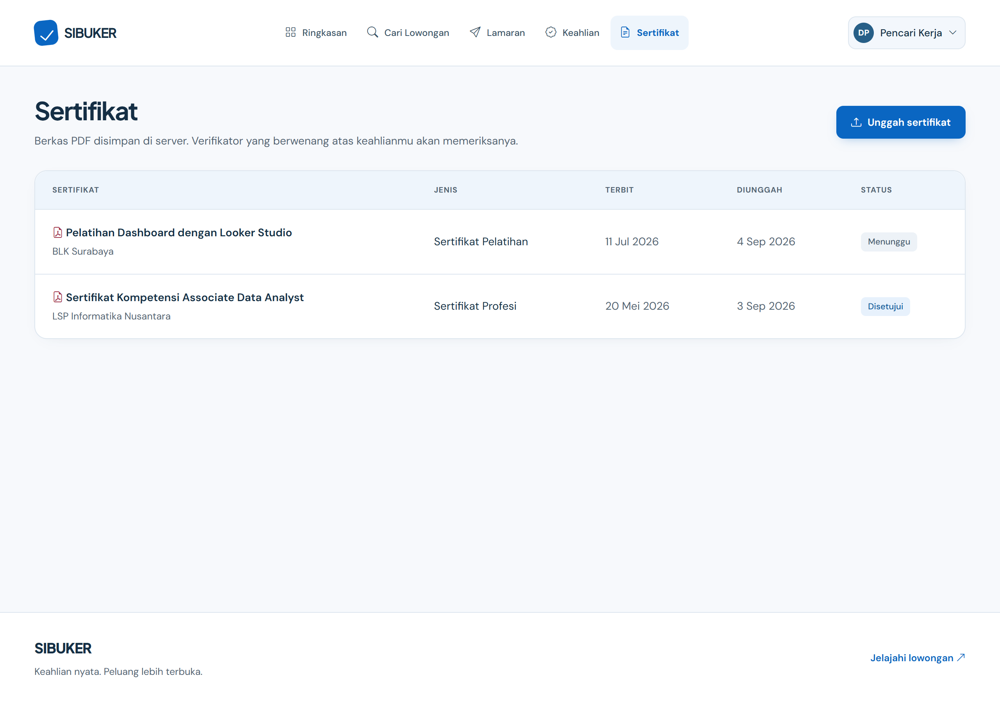 SIBUKER
Ringkasan
Cari Lowongan
Lamaran
Keahlian
Sertifikat
DP
Pencari Kerja
Sertifikat
Berkas PDF disimpan di server. Verifikator yang berwenang atas keahlianmu akan memeriksanya.
Unggah sertifikat
SERTIFIKAT
JENIS
TERBIT
DIUNGGAH
STATUS
Pelatihan Dashboard dengan Looker Studio
BLK Surabaya
Sertifikat Pelatihan
11 Jul 2026
4 Sep 2026
Menunggu
Sertifikat Kompetensi Associate Data Analyst
LSP Informatika Nusantara
Sertifikat Profesi
20 Mei 2026
3 Sep 2026
Disetujui
SIBUKER
Keahlian nyata. Peluang lebih terbuka.
Jelajahi lowongan